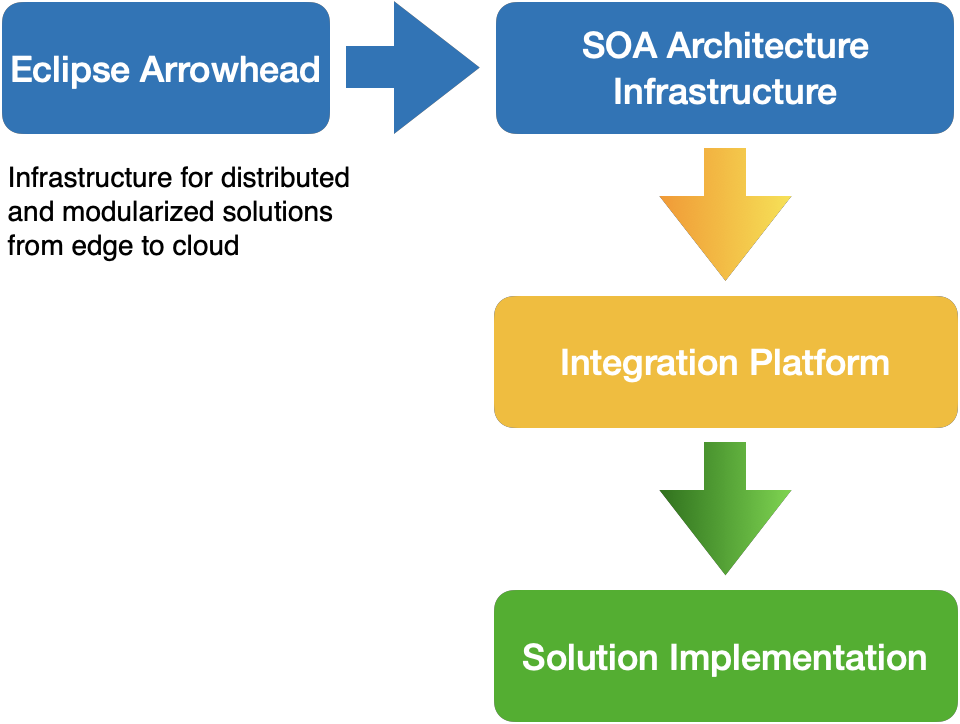 Eclipse Arrowhead
SOA Architecture
Infrastructure
Infrastructure for distributed
and modularized solutions
from edge to cloud
Integration Platform
Solution Implementation